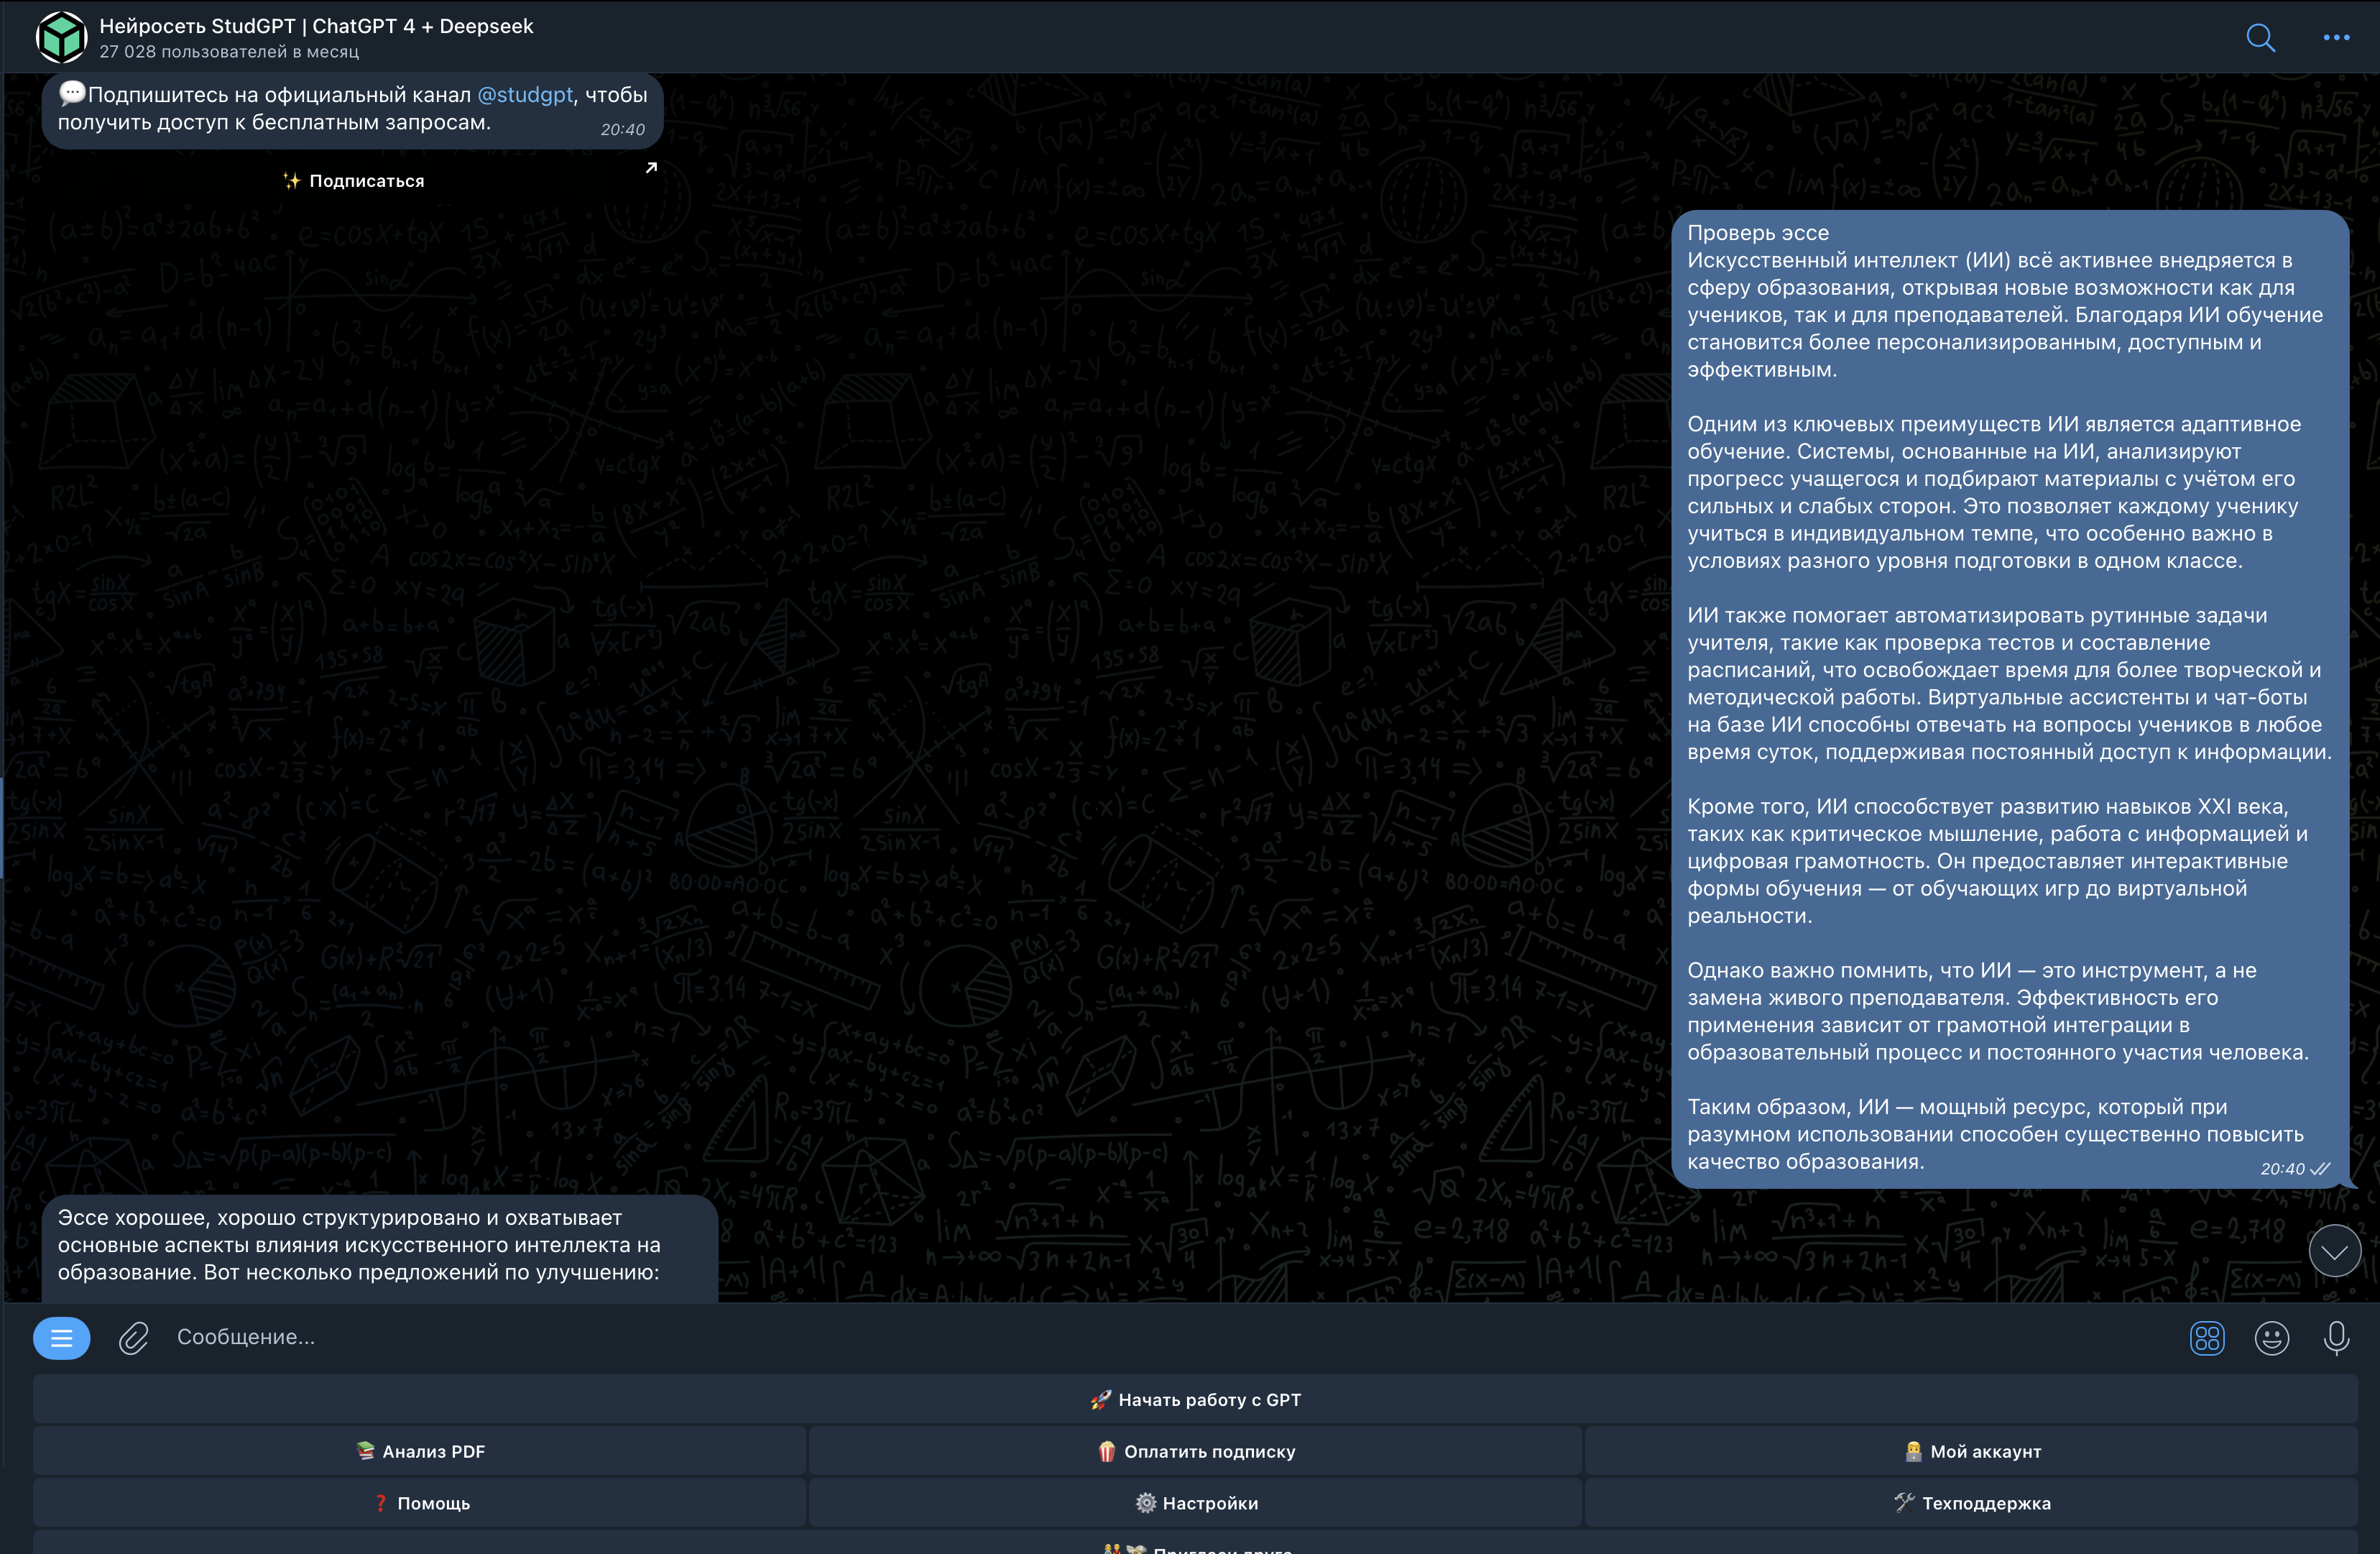 Нейросеть StudGPT | ChatGPT 4 + Deepseek
27 028 пользователей в месяц
💬Подпишитесь на официальный канал @studgpt, чтобы
получить доступ к бесплатным запросам.
20:40
✨ Подписаться
Проверь эссе
Искусственный интеллект (ИИ) всё активнее внедряется в
сферу образования, открывая новые возможности как для
учеников, так и для преподавателей. Благодаря ИИ обучение
становится более персонализированным, доступным и
эффективным.
Одним из ключевых преимуществ ИИ является адаптивное
обучение. Системы, основанные на ИИ, анализируют
прогресс учащегося и подбирают материалы с учётом его
сильных и слабых сторон. Это позволяет каждому ученику
учиться в индивидуальном темпе, что особенно важно в
условиях разного уровня подготовки в одном классе.
ИИ также помогает автоматизировать рутинные задачи
учителя, такие как проверка тестов и составление
расписаний, что освобождает время для более творческой и
методической работы. Виртуальные ассистенты и чат-боты
на базе ИИ способны отвечать на вопросы учеников в любое
время суток, поддерживая постоянный доступ к информации.
Кроме того, ИИ способствует развитию навыков XXI века,
таких как критическое мышление, работа с информацией и
цифровая грамотность. Он предоставляет интерактивные
формы обучения — от обучающих игр до виртуальной
реальности.
Однако важно помнить, что ИИ — это инструмент, а не
замена живого преподавателя. Эффективность его
применения зависит от грамотной интеграции в
образовательный процесс и постоянного участия человека.
Таким образом, ИИ — мощный ресурс, который при
разумном использовании способен существенно повысить
качество образования.
20:40
Эссе хорошее, хорошо структурировано и охватывает
основные аспекты влияния искусственного интеллекта на
образование. Вот несколько предложений по улучшению:
Сообщение...
🚀 Начать работу с GPT
📚 Анализ PDF
🍿 Оплатить подписку
👨‍💻 Мой аккаунт
❓ Помощь
⚙️ Настройки
🛠 Техподдержка
Пригласи друга